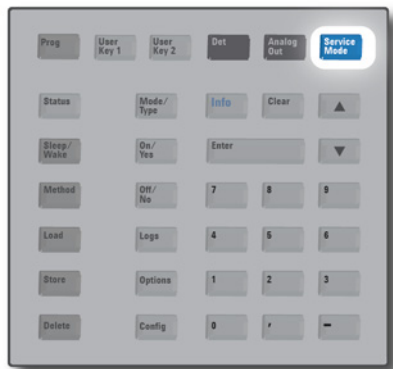 Prog
User
Key 1
User
Key 2
Det
Analog
Out
Service
Mode
Status
Mode/
Type
Info
Clear
▲
Sleep/
Wake
On/
Yes
Enter
▼
Method
Off/
No
7
8
9
Load
Logs
4
5
6
Store
Options
1
2
3
Delete
Config
0
,
-